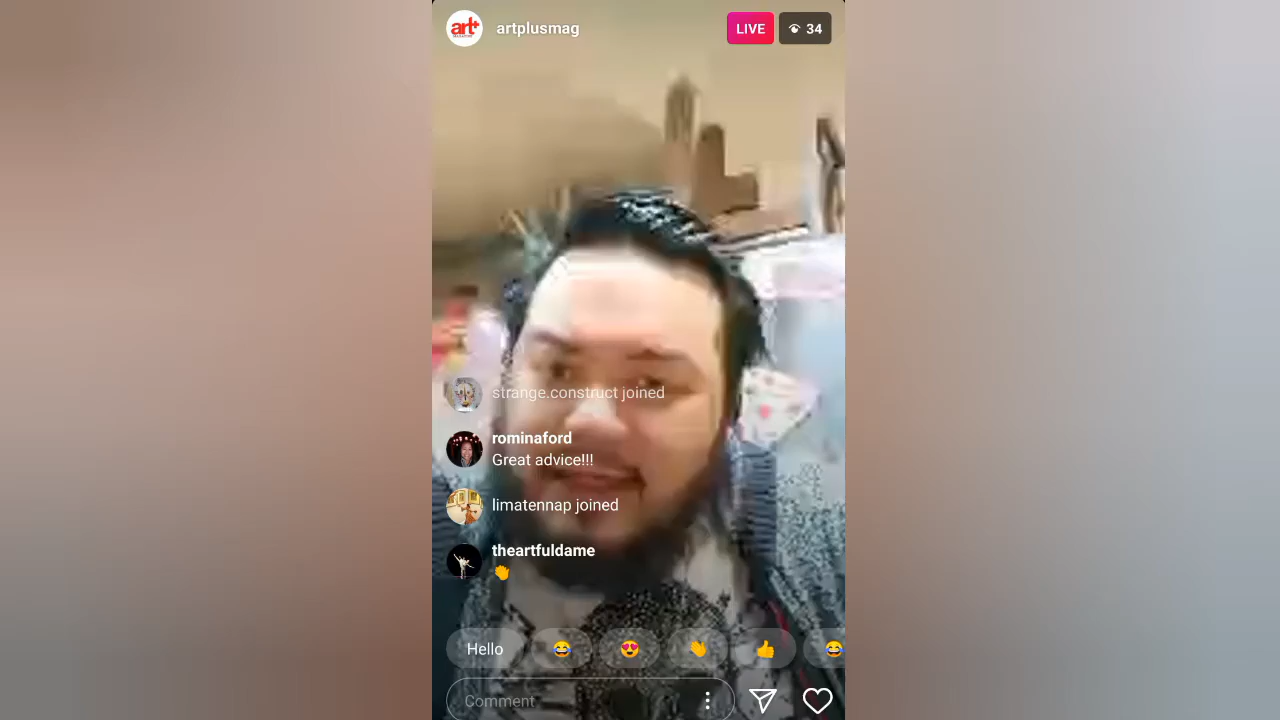 art+
artplusmag
LIVE
34
strange.construct joined
rominaford
Great advice!!!
limatennap joined
theartfuldame
Hello
Comment